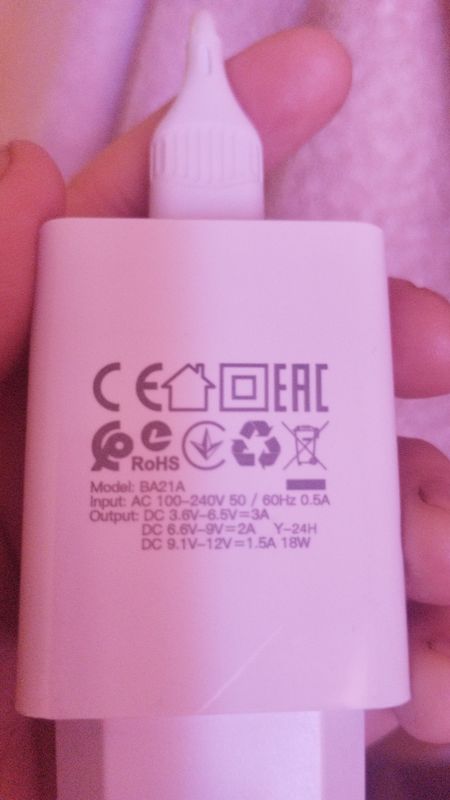 CE EAC
RoHS
Model: BA21A
Input: AC 100-240V 50 / 60Hz 0.5A
Output: DC 3.6V-6.5V=3A
DC 6.6V-9V=2A Y-24H
DC 9.1V-12V=1.5A 18W